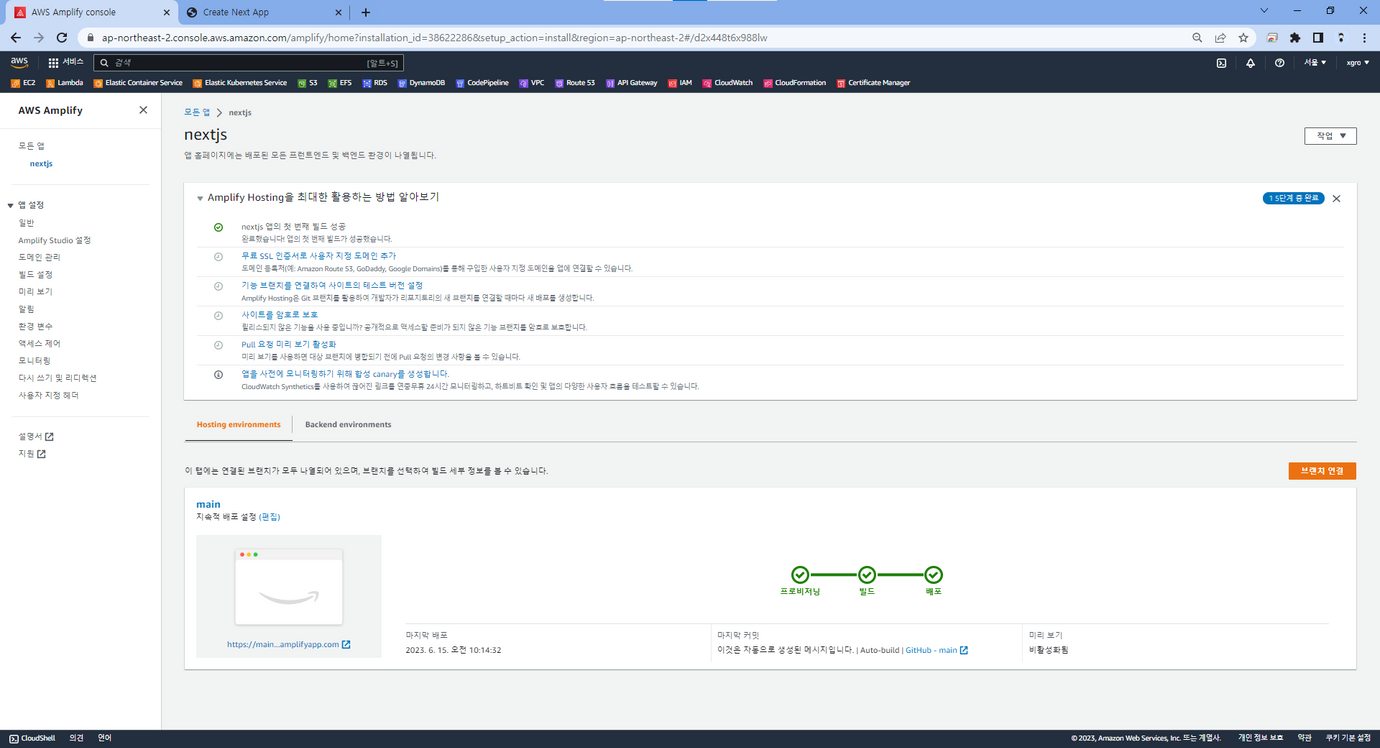 AWS Amplify console
Create Next App
ap-northeast-2.console.aws.amazon.com/amplify/home?installation_id=38622286&setup_action=install&region=ap-northeast-2#/d2x448t6x988lw
aws 서비스 검색 [알트+S] 서울 ▼ xgro ▼
EC2 Lambda Elastic Container Service Elastic Kubernetes Service S3 EFS RDS DynamoDB CodePipeline VPC Route 53 API Gateway IAM CloudWatch CloudFormation Certificate Manager
AWS Amplify
모든 앱
nextjs
앱 설정
일반
Amplify Studio 설정
도메인 관리
빌드 설정
미리 보기
알림
환경 변수
액세스 제어
모니터링
다시 쓰기 및 리디렉션
사용자 지정 헤더
설명서
지원
모든 앱 > nextjs
nextjs
작업 ▼
앱 홈페이지에는 배포된 모든 프런트엔드 및 백엔드 환경이 나열됩니다.
Amplify Hosting을 최대한 활용하는 방법 알아보기
1 5단계 중 완료
nextjs 앱의 첫 번째 빌드 성공
완료했습니다! 앱의 첫 번째 빌드가 성공했습니다.
무료 SSL 인증서로 사용자 지정 도메인 추가
도메인 등록자(예: Amazon Route 53, GoDaddy, Google Domains)를 통해 구입한 사용자 지정 도메인을 앱에 연결할 수 있습니다.
기능 브랜치를 연결하여 사이트의 테스트 버전 설정
Amplify Hosting은 Git 브랜치를 활용하여 개발자가 리포지토리의 새 브랜치를 연결할 때마다 새 배포를 생성합니다.
사이트를 암호로 보호
릴리스되지 않은 기능을 사용 중입니까? 공개적으로 액세스할 준비가 되지 않은 기능 브랜치를 암호로 보호합니다.
Pull 요청 미리 보기 활성화
미리 보기를 사용하면 대상 브랜치에 병합되기 전에 Pull 요청의 변경 사항을 볼 수 있습니다.
앱을 사전에 모니터링하기 위해 합성 canary를 생성합니다.
CloudWatch Synthetics를 사용하여 끊어진 링크를 연중무휴 24시간 모니터링하고, 하트비트 확인 및 앱의 다양한 사용자 흐름을 테스트할 수 있습니다.
Hosting environments
Backend environments
이 탭에는 연결된 브랜치가 모두 나열되어 있으며, 브랜치를 선택하여 빌드 세부 정보를 볼 수 있습니다.
브랜치 연결
main
지속적 배포 설정 (편집)
프로비저닝 빌드 배포
https://main...amplifyapp.com
마지막 배포
2023. 6. 15. 오전 10:14:32
마지막 커밋
이것은 자동으로 생성된 메시지입니다. | Auto-build | GitHub - main
미리 보기
비활성화됨
CloudShell 의견 언어
© 2023, Amazon Web Services, Inc. 또는 계열사. 개인 정보 보호 약관 쿠키 기본 설정